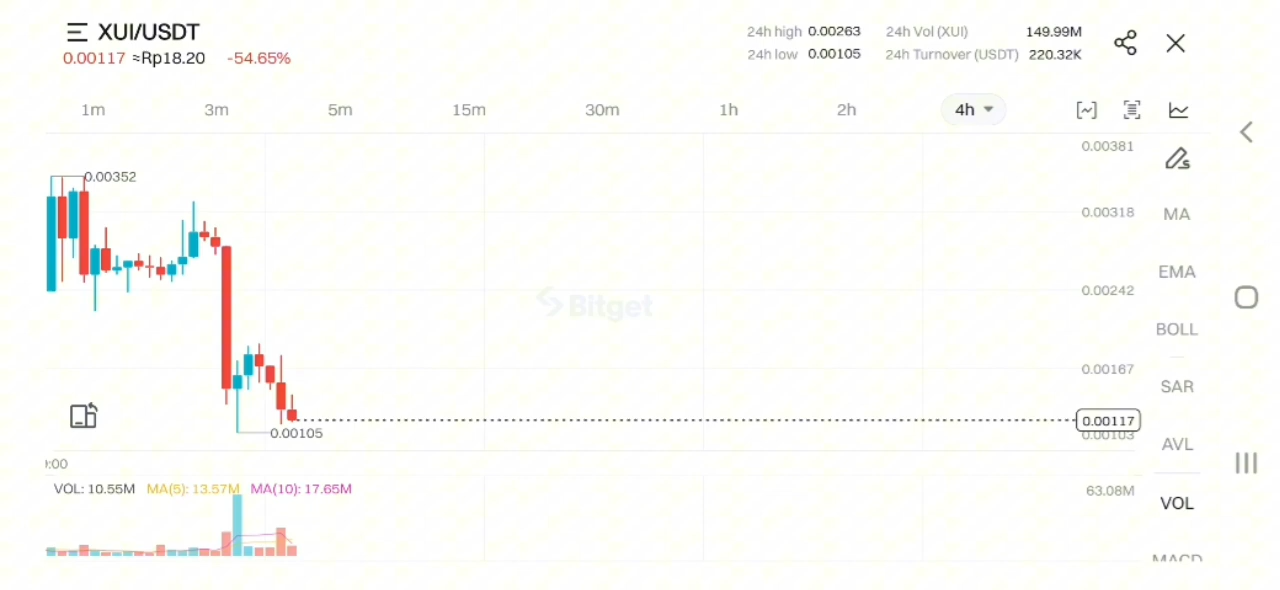 XUI/USDT
0.00117 ≈Rp18.20 -54.65%
24h high 0.00263 24h Vol (XUI) 149.99M
24h low 0.00105 24h Turnover (USDT) 220.32K
1m 3m 5m 15m 30m 1h 2h 4h
0.00381
0.00352
MA
0.00318
EMA
0.00242
Bitget
BOLL
0.00167
SAR
0.00117
0.00105
0.00103
AVL
:00
VOL: 10.55M MA(5): 13.57M MA(10): 17.65M
63.08M
VOL
MACD